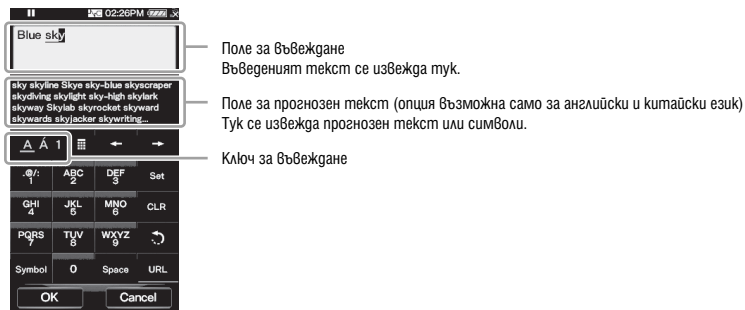 02:26PM
Blue sky
Поле за въвеждане
Въведеният текст се извежда тук.
sky skyline Skye sky-blue skyscraper
skydiving skylight sky-high skylark
skyway Skylab skyrocket skyward
skywards skyjacker skywriting...
Поле за прогнозен текст (опция възможна само за английски и китайски език)
Тук се извежда прогнозен текст или символи.
A Á 1
Ключ за въвеждане
.@/: ABC DEF Set
1 2 3
GHI JKL MNO CLR
4 5 6
PQRS TUV WXYZ
7 8 9
Symbol 0 Space URL
OK Cancel